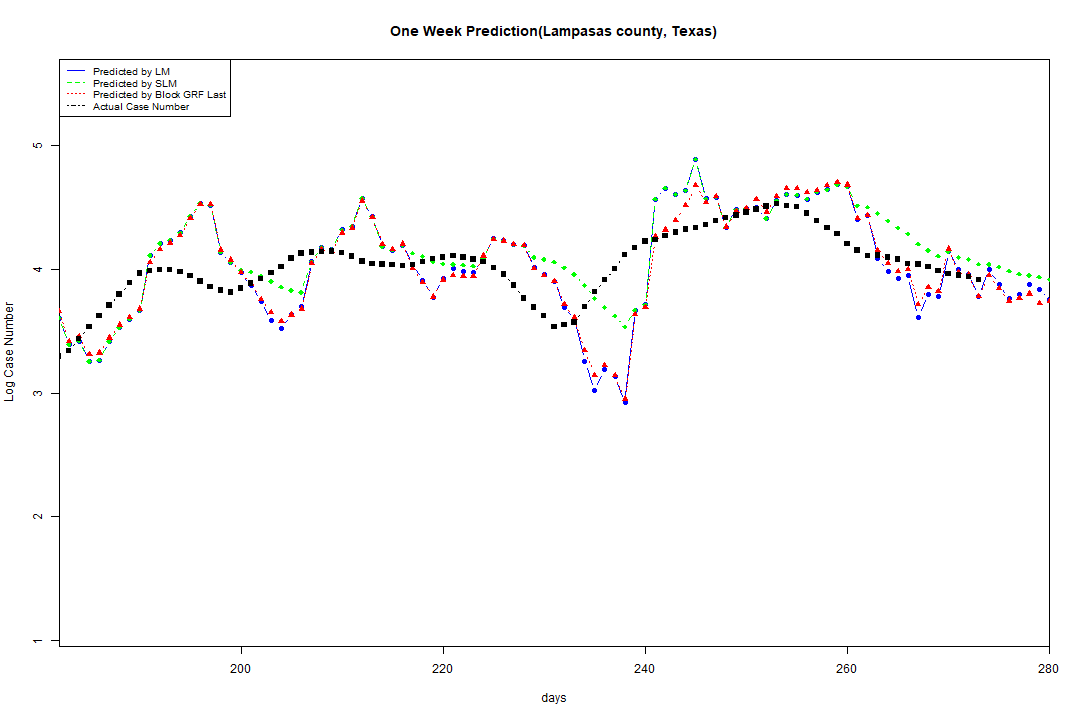 One Week Prediction(Lampasas county, Texas)
Predicted by LM
Predicted by SLM
Predicted by Block GRF Last
Actual Case Number
5
4
3
2
1
Log Case Number
200 220 240 260 280
days